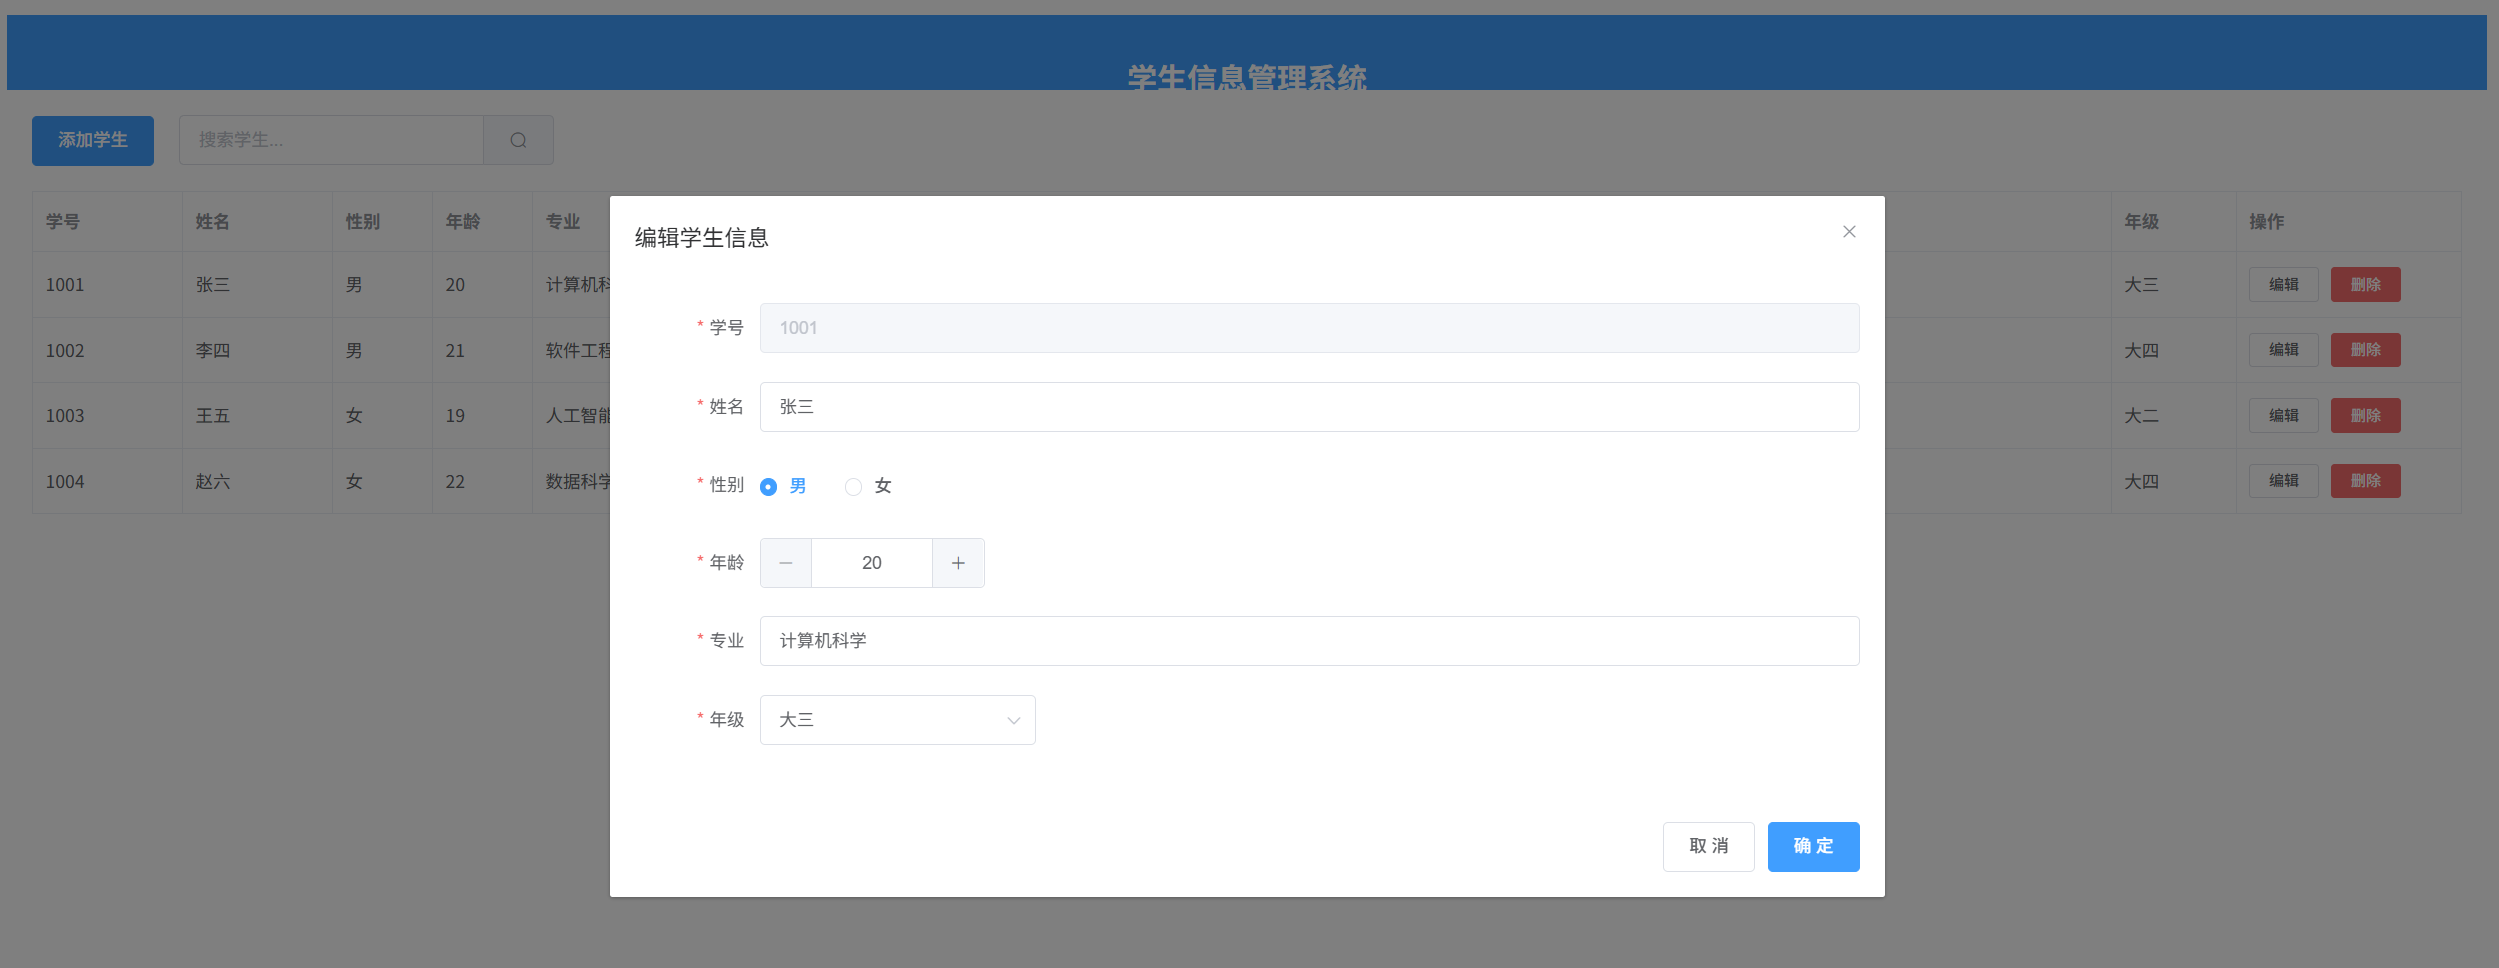 学生信息管理系统
添加学生 搜索学生...
学号 姓名 性别 年龄 专业 年级 操作
1001 张三 男 20 计算机科 大三 编辑 删除
1002 李四 男 21 软件工程 大四 编辑 删除
1003 王五 女 19 人工智能 大二 编辑 删除
1004 赵六 女 22 数据科学 大四 编辑 删除
编辑学生信息
* 学号 1001
* 姓名 张三
* 性别 男 女
* 年龄 20
* 专业 计算机科学
* 年级 大三
取 消 确 定